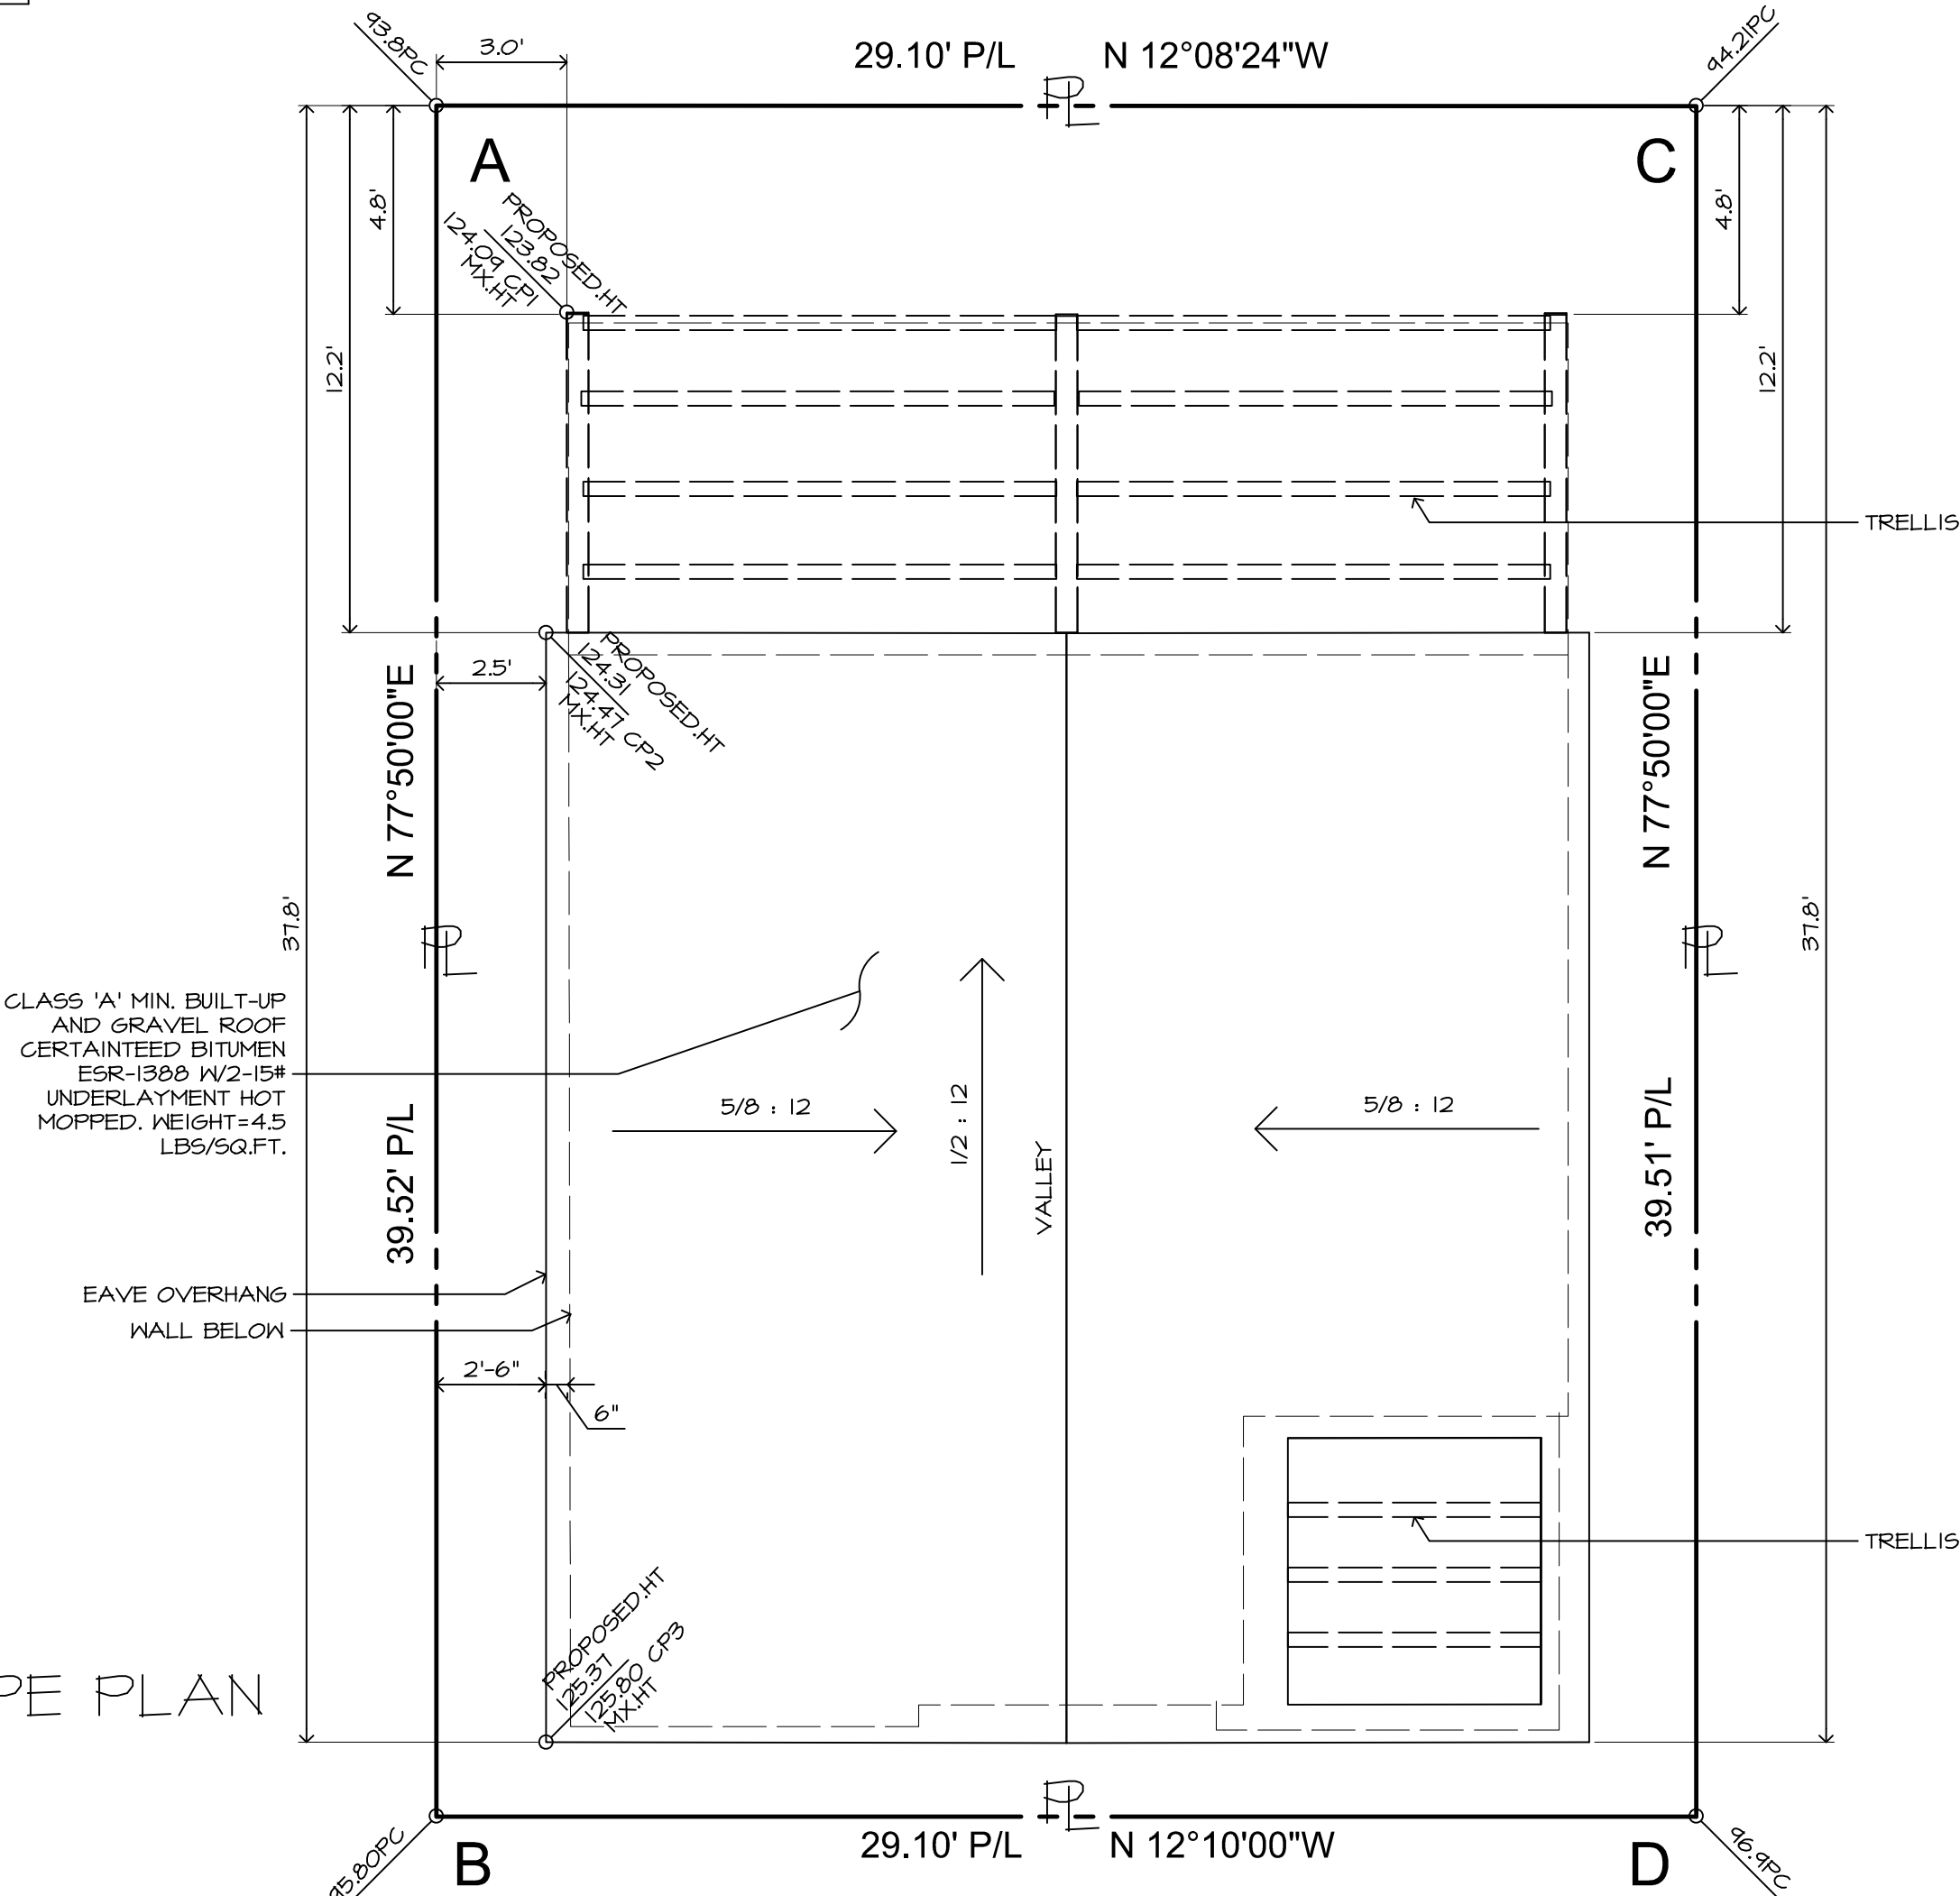 93.8PC
3.0'
29.10' P/L N 12°08'24"W
PL
94.21PC
A
C
4.8'
12.2'
37.8'
4.8'
12.2'
37.8'
PROPOSED.HT
123.82
124.09 CP1
MX.HT
TRELLIS
PROPOSED.HT
124.31
124.47 CP2
MX.HT
2.5'
N 77°50'00"E
N 77°50'00"E
PL
PL
CLASS 'A' MIN. BUILT-UP
AND GRAVEL ROOF
CERTAINTEED BITUMEN
ESR-1388 W/2-15#
UNDERLAYMENT HOT
MOPPED. WEIGHT=4.5
LBS/SQ.FT.
5/8 : 12
1/2 : 12
VALLEY
5/8 : 12
39.52' P/L
39.51' P/L
EAVE OVERHANG
WALL BELOW
2'-6"
6"
TRELLIS
PROPOSED.HT
125.37
125.80 CP3
MX.HT
PE PLAN
PL
95.80PC
B
29.10' P/L N 12°10'00"W
D
96.9PC